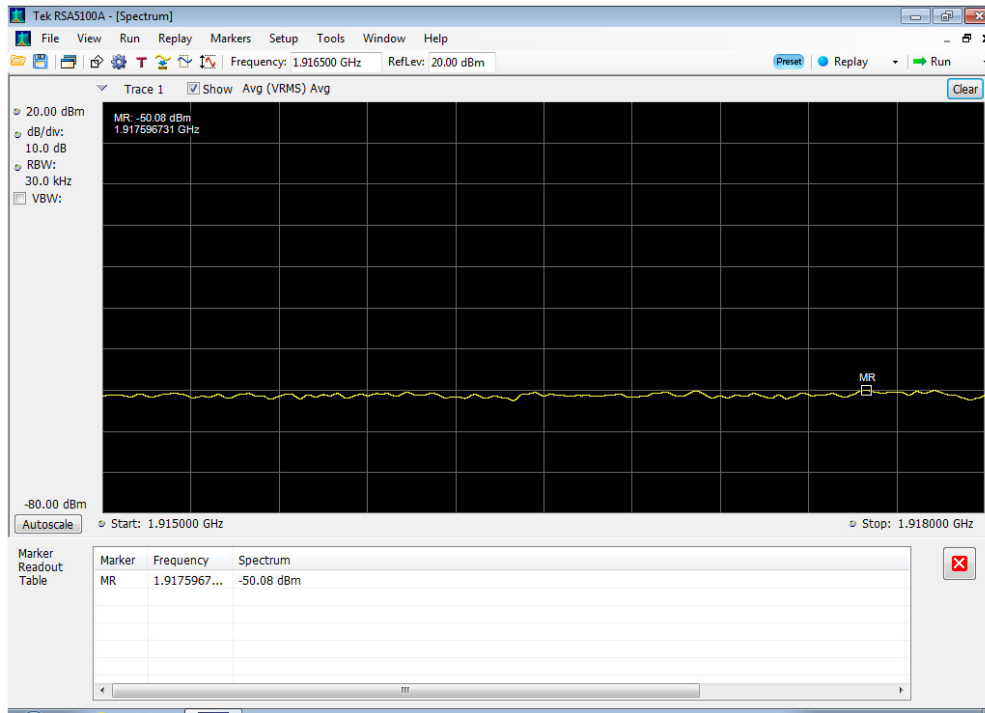 Tek RSA5100A - [Spectrum]
File View Run Replay Markers Setup Tools Window Help
T Frequency: 1.916500 GHz RefLev: 20.00 dBm Preset Replay Run
Trace 1 Show Avg (VRMS) Avg Clear
20.00 dBm
dB/div:
10.0 dB
RBW:
30.0 kHz
VBW:
MR: -50.08 dBm
1.917596731 GHz
MR
-80.00 dBm
Autoscale Start: 1.915000 GHz Stop: 1.918000 GHz
Marker
Readout
Table
Marker Frequency Spectrum
MR 1.9175967... -50.08 dBm